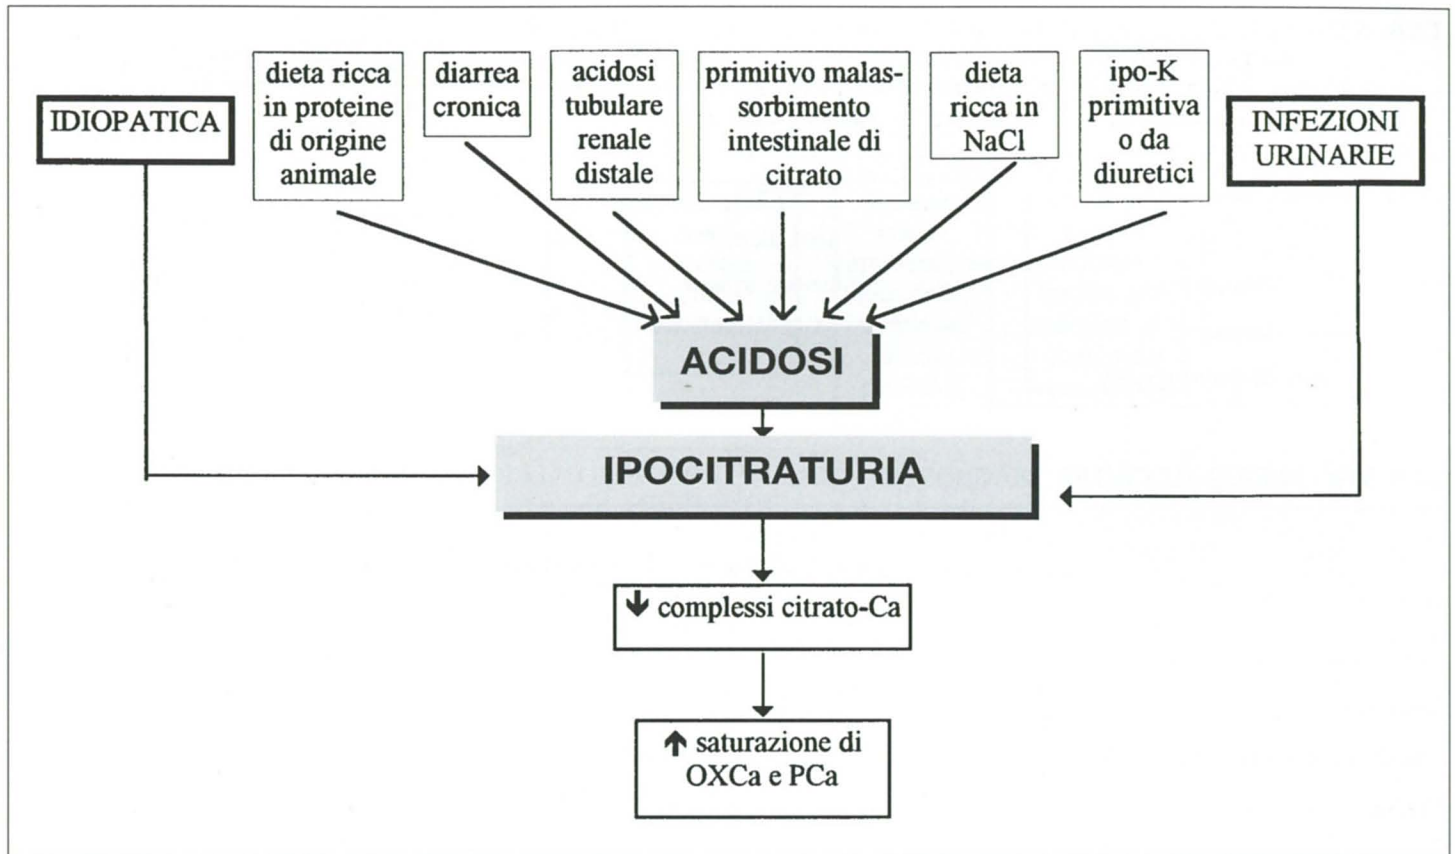 IDIOPATICA
dieta ricca
in proteine
di origine
animale
diarrea
cronica
acidosi
tubulare
renale
distale
primitivo malas-
sorbimento
intestinale di
citrato
dieta
ricca in
NaCl
ipo-K
primitiva
o da
diuretici
INFEZIONI
URINARIE
ACIDOSI
IPOCITRATURIA
↓ complessi citrato-Ca
↑ saturazione di
OXCa e PCa